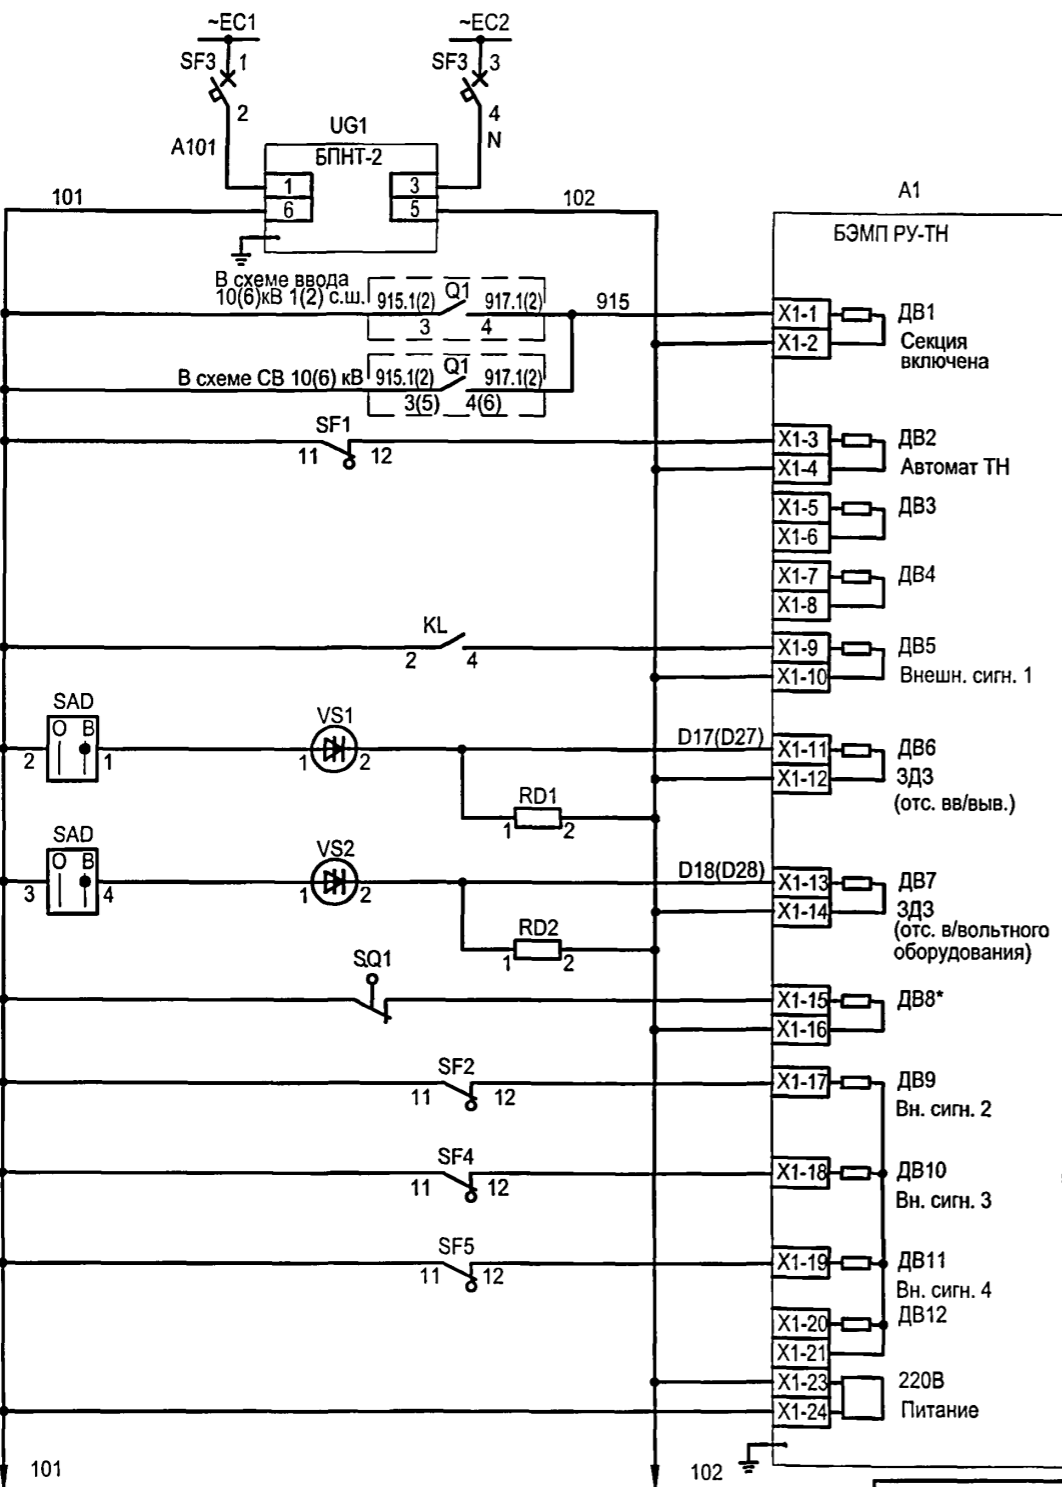 ~EC1
~EC2
SF3 1
SF3 3
2
4
A101
N
UG1
БПНТ-2
1
3
6
5
101
102
A1
БЭМП РУ-ТН
В схеме ввода
10(6)кВ 1(2) с.ш.
915.1(2) Q1 917.1(2)
3 4
915
X1-1 ДВ1
X1-2 Секция
включена
В схеме СВ 10(6) кВ 915.1(2) Q1 917.1(2)
3(5) 4(6)
SF1
11 12
X1-3 ДВ2
X1-4 Автомат ТН
X1-5 ДВ3
X1-6
X1-7 ДВ4
X1-8
KL
2 4
X1-9 ДВ5
X1-10 Внешн. сигн. 1
SAD
О В
2 1
VS1
1 2
D17(D27)
X1-11 ДВ6
X1-12 ЗДЗ
(отс. вв/выв.)
RD1
1 2
SAD
О В
3 4
VS2
1 2
D18(D28)
X1-13 ДВ7
X1-14 ЗДЗ
(отс. в/вольтного
оборудования)
RD2
1 2
SQ1
X1-15 ДВ8*
X1-16
SF2
11 12
X1-17 ДВ9
Вн. сигн. 2
SF4
11 12
X1-18 ДВ10
Вн. сигн. 3
SF5
11 12
X1-19 ДВ11
Вн. сигн. 4
X1-20 ДВ12
X1-21
X1-23 220В
X1-24 Питание
101
102